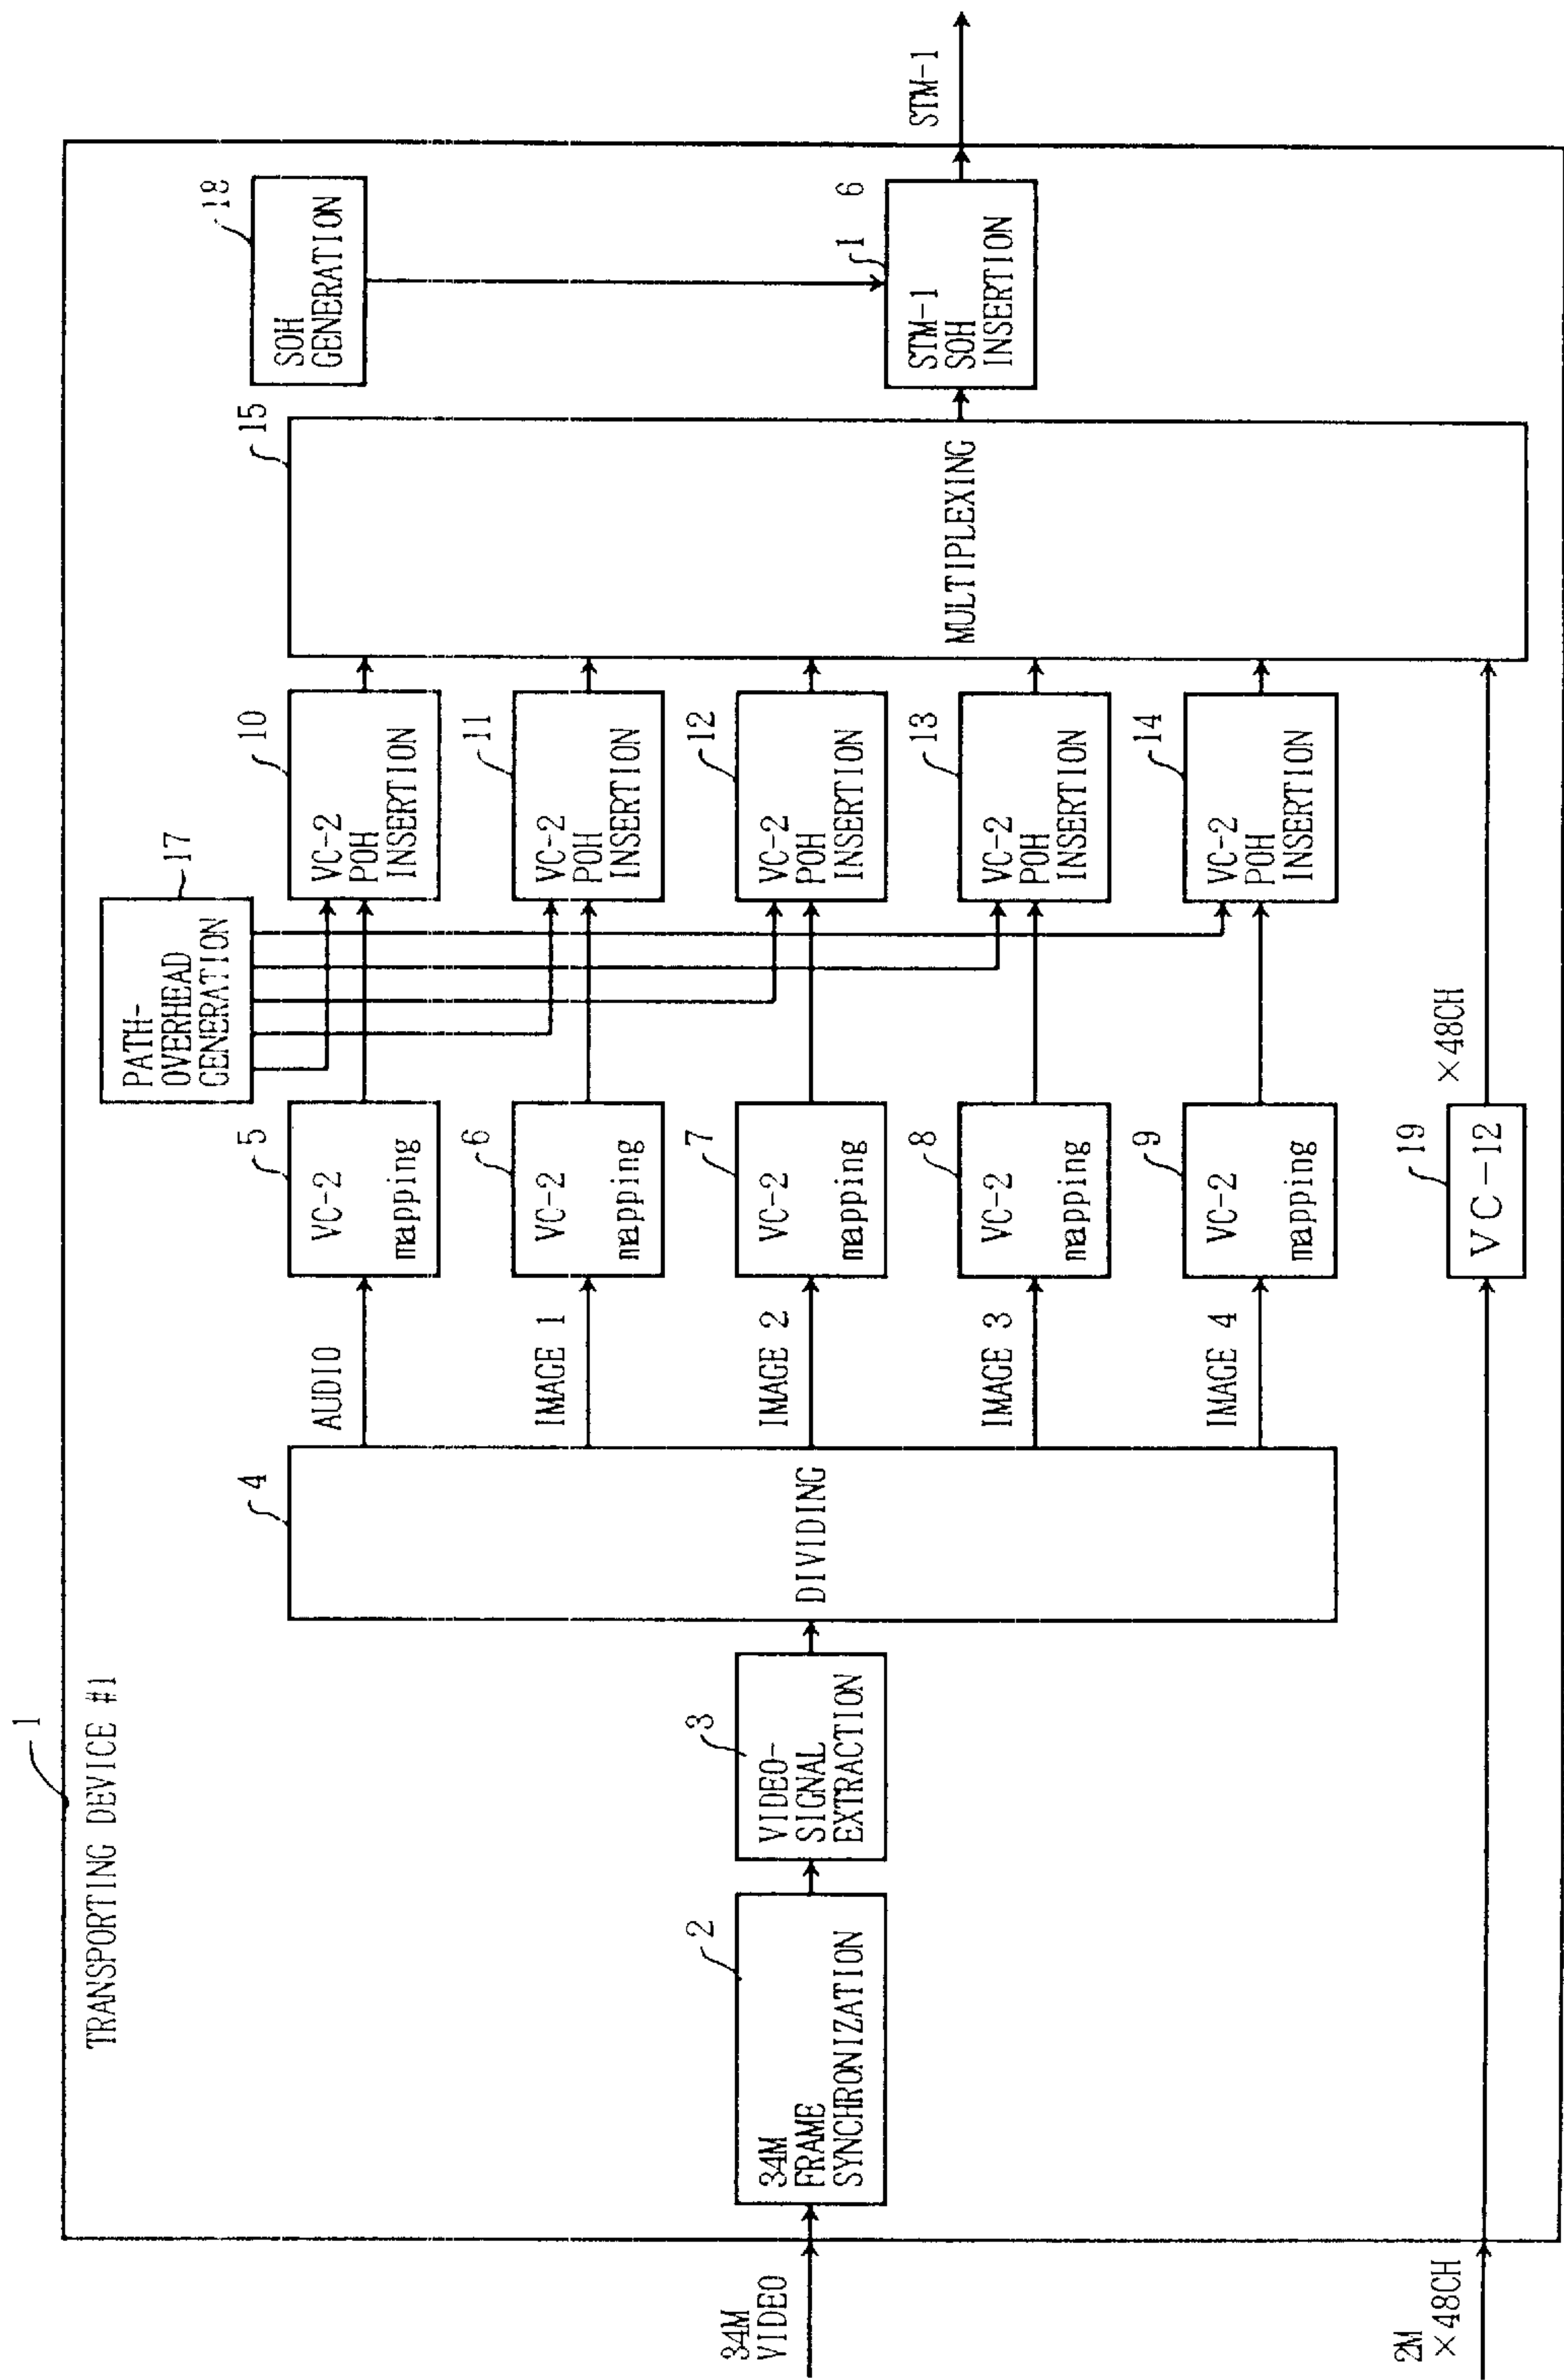 1
TRANSPORTING DEVICE #1
34M
VIDEO
2
34M
FRAME
SYNCHRONIZATION
3
VIDEO-
SIGNAL
EXTRACTION
4
DIVIDING
AUDIO
IMAGE 1
IMAGE 2
IMAGE 3
IMAGE 4
5
VC-2
mapping
6
VC-2
mapping
7
VC-2
mapping
8
VC-2
mapping
9
VC-2
mapping
17
PATH-
OVERHEAD
GENERATION
10
VC-2
POH
INSERTION
11
VC-2
POH
INSERTION
12
VC-2
POH
INSERTION
13
VC-2
POH
INSERTION
14
VC-2
POH
INSERTION
15
MULTIPLEXING
18
SOH
GENERATION
1 6
STM-1
SOH
INSERTION
STM-1
2M
×48CH
19
VC-12
×48CH